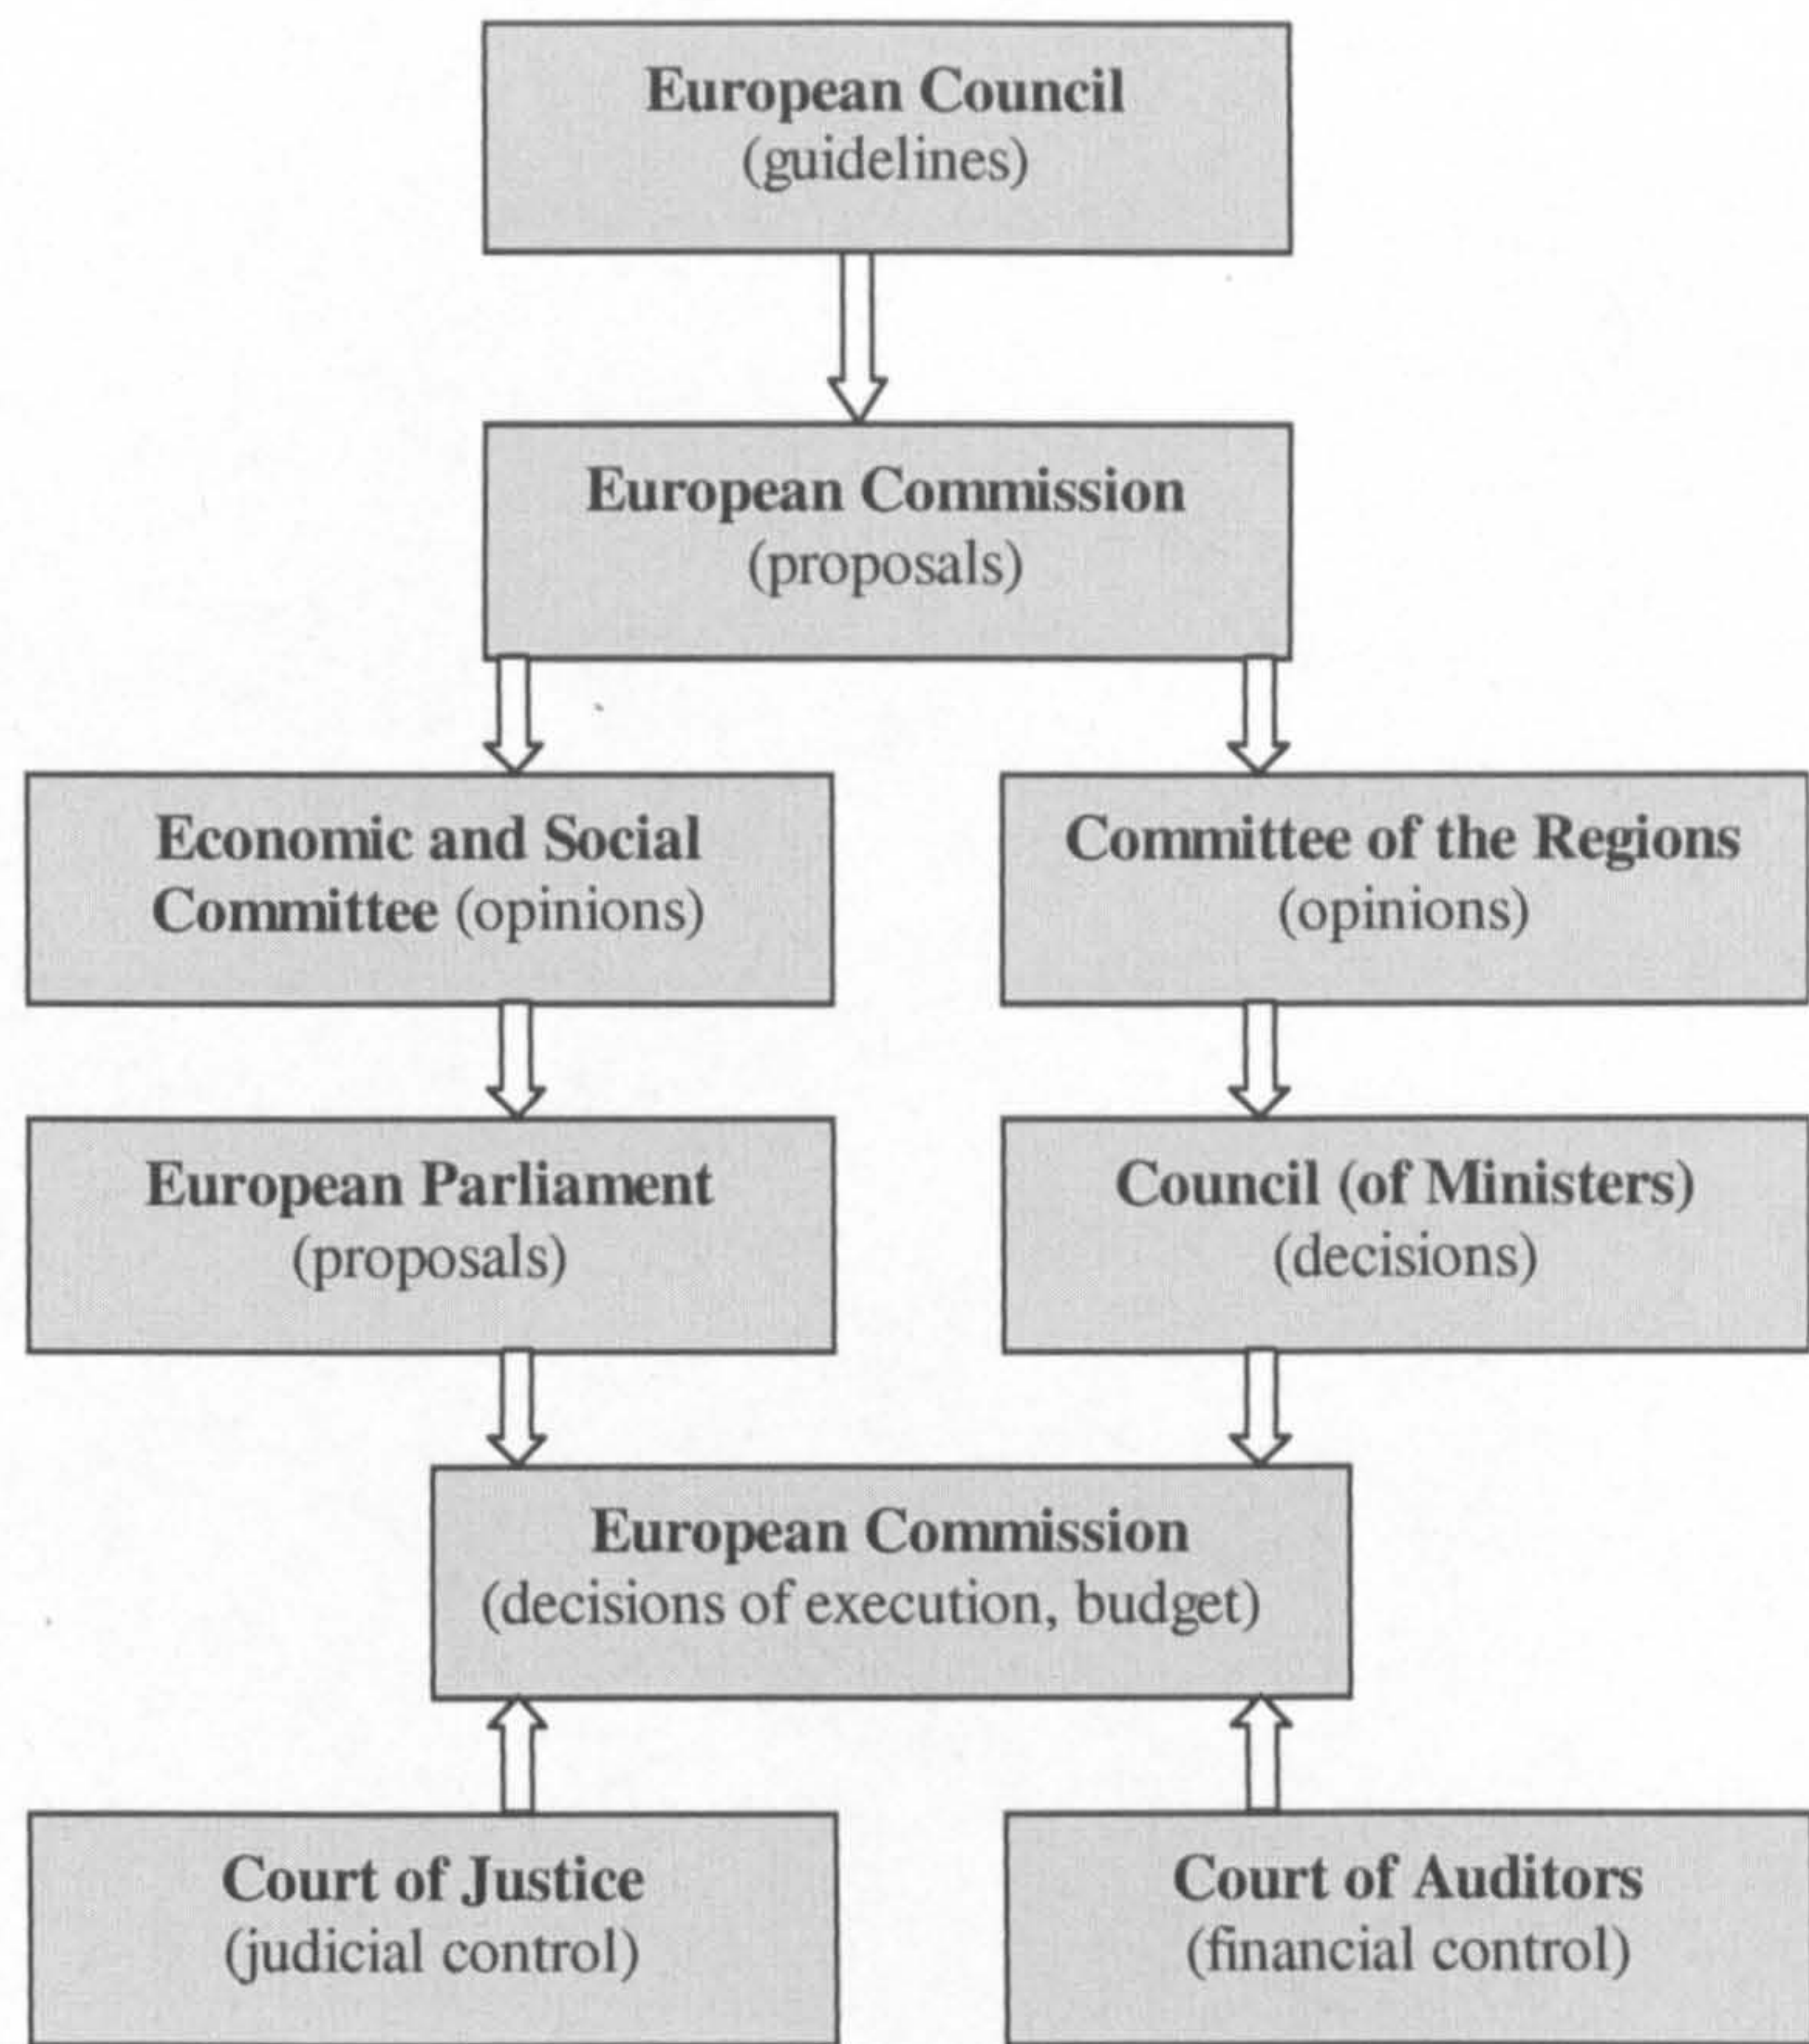 European Council
(guidelines)
European Commission
(proposals)
Economic and Social
Committee (opinions)
Committee of the Regions
(opinions)
European Parliament
(proposals)
Council (of Ministers)
(decisions)
European Commission
(decisions of execution, budget)
Court of Justice
(judicial control)
Court of Auditors
(financial control)